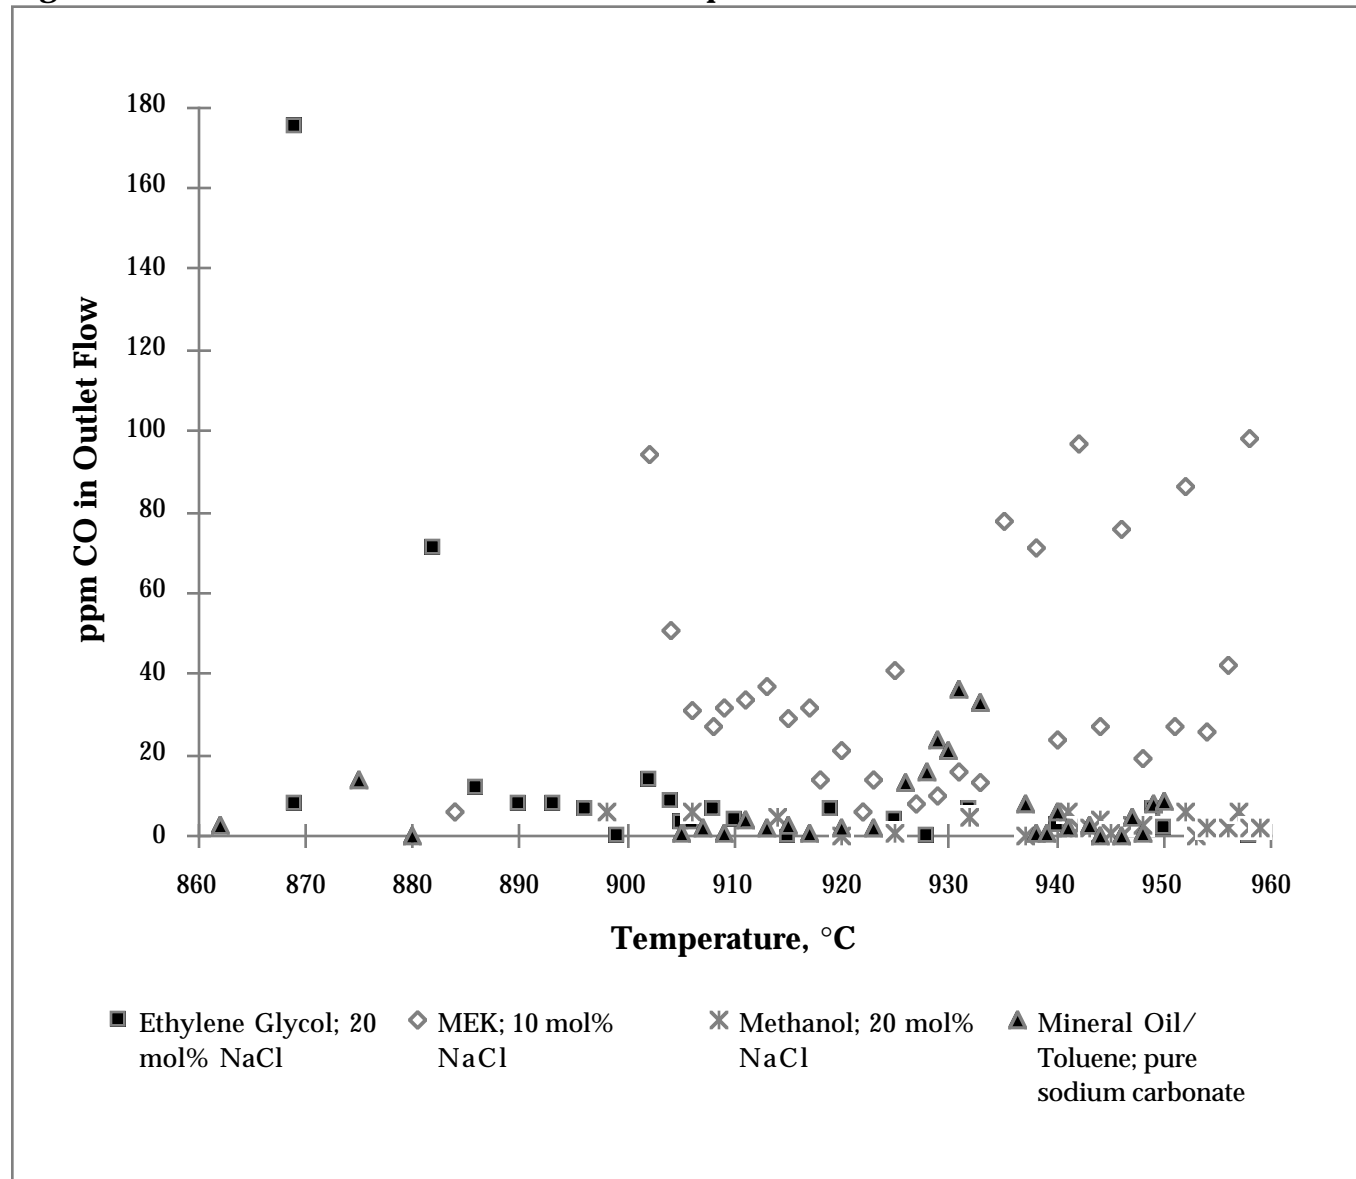 180
160
140
120
100
80
60
40
20
0
ppm CO in Outlet Flow
860 870 880 890 900 910 920 930 940 950 960
Temperature, °C
Ethylene Glycol; 20 mol% NaCl
MEK; 10 mol% NaCl
Methanol; 20 mol% NaCl
Mineral Oil/ Toluene; pure sodium carbonate